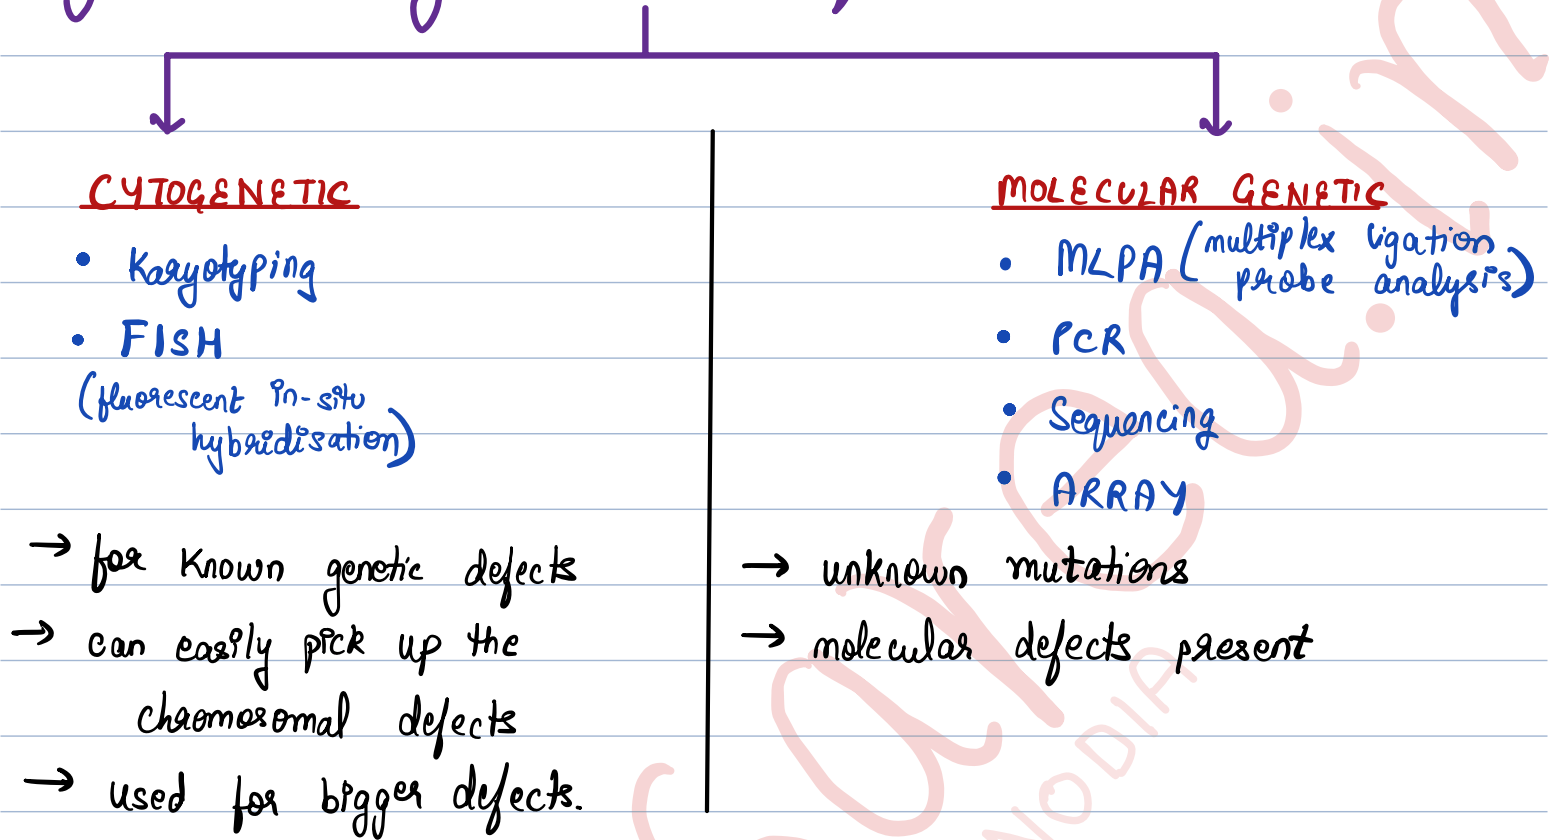 CYTOGENETIC
• Karyotyping
• FISH
(fluorescent in-situ
hybridisation)
→ for known genetic defects
→ can easily pick up the
chromosomal defects
→ used for bigger defects.
MOLECULAR GENETIC
• MLPA (multiplex ligation
probe analysis)
• PCR
• Sequencing
• ARRAY
→ unknown mutations
→ molecular defects present